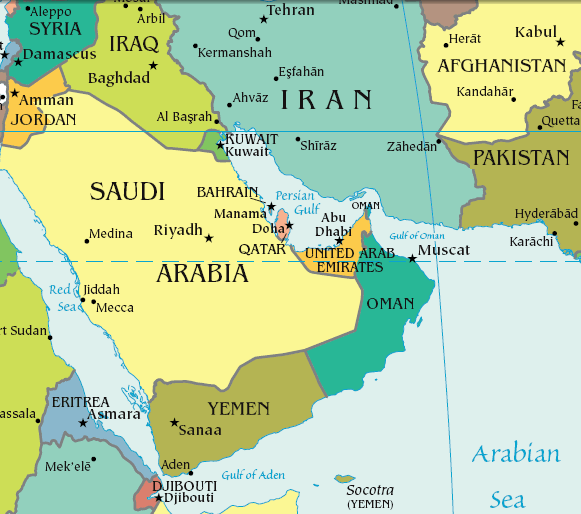 Aleppo
SYRIA
Damascus
Arbil
IRAQ
Baghdad
Tehran
Qom
Kermanshah
Eşfahān
Ahvāz
IRAN
Herāt
Kabul
AFGHANISTAN
Kandahār
Quetta
Amman
JORDAN
Al Başrah
KUWAIT
Kuwait
Shīrāz
Zāhedān
PAKISTAN
SAUDI
ARABIA
BAHRAIN
Manama
Persian
Gulf
OMAN
Hyderābād
Karāchi
Medina
Riyadh
Doha
QATAR
Abu
Dhabi
Gulf of Oman
Muscat
UNITED ARAB
EMIRATES
Red
Sea
Jiddah
Mecca
OMAN
rt Sudan
ERITREA
Asmara
assala
YEMEN
Sanaa
Mek'elē
Aden
Gulf of Aden
DJIBOUTI
Djibouti
Socotra
(YEMEN)
Arabian
Sea